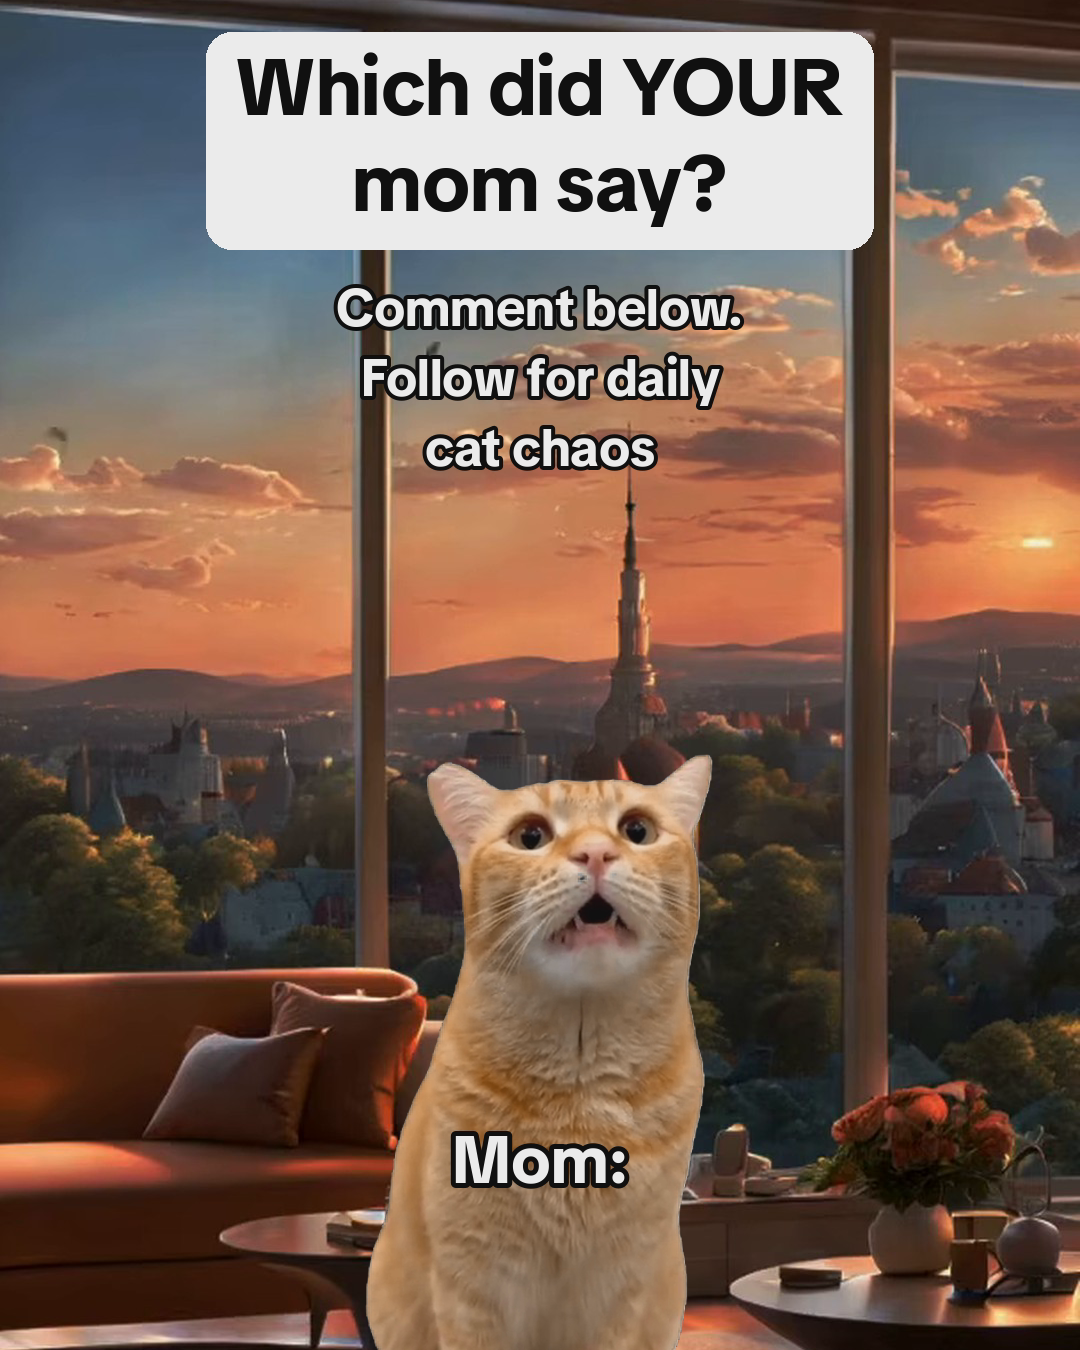 Which did YOUR
mom say?
Comment below.
Follow for daily
cat chaos
Mom: